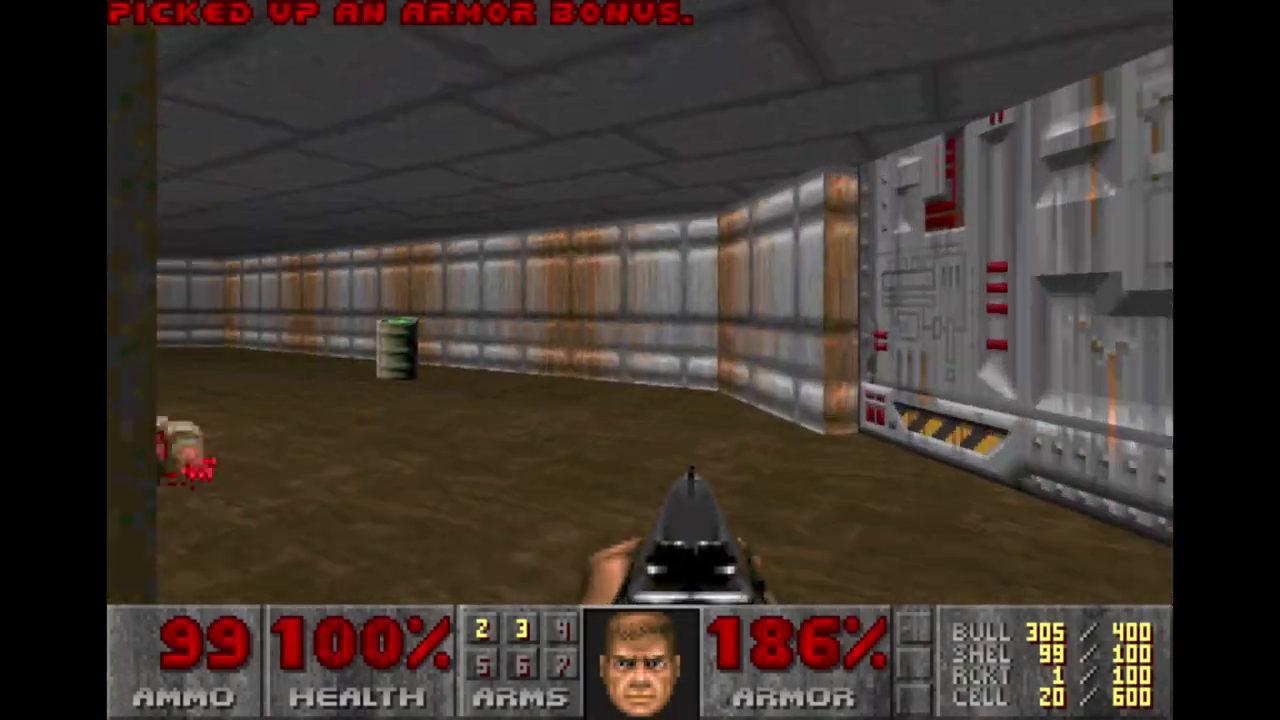 PICKED UP AN ARMOR BONUS.
99 100% 2 3 4 186% BULL 305 / 400
SHEL 99 / 100
5 6 7 RCKT 1 / 100
AMMO HEALTH ARMS ARMOR CELL 20 / 600